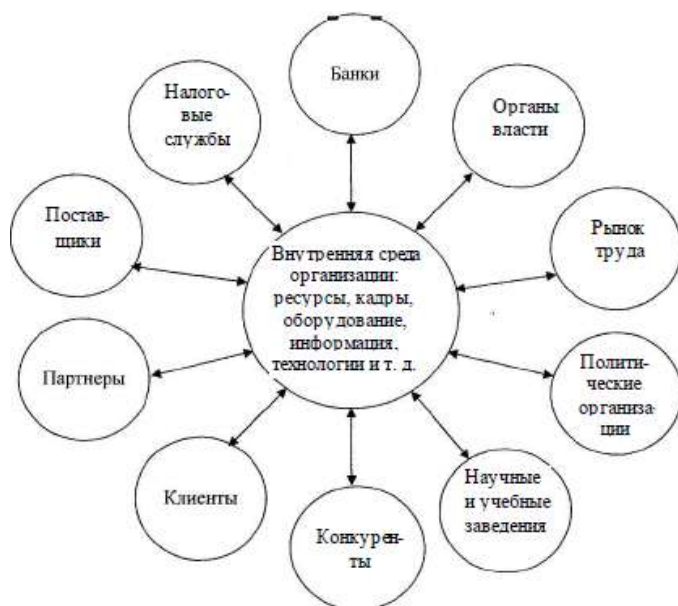 Банки
Налого-
вые
службы
Органы
власти
Постав-
щики
Рынок
труда
Внутренняя среда
организации:
ресурсы, кадры,
оборудование,
информация,
технологии и т. д.
Партнеры
Полити-
ческие
организа-
ции
Клиенты
Научные
и учебные
заведения
Конкурен-
ты